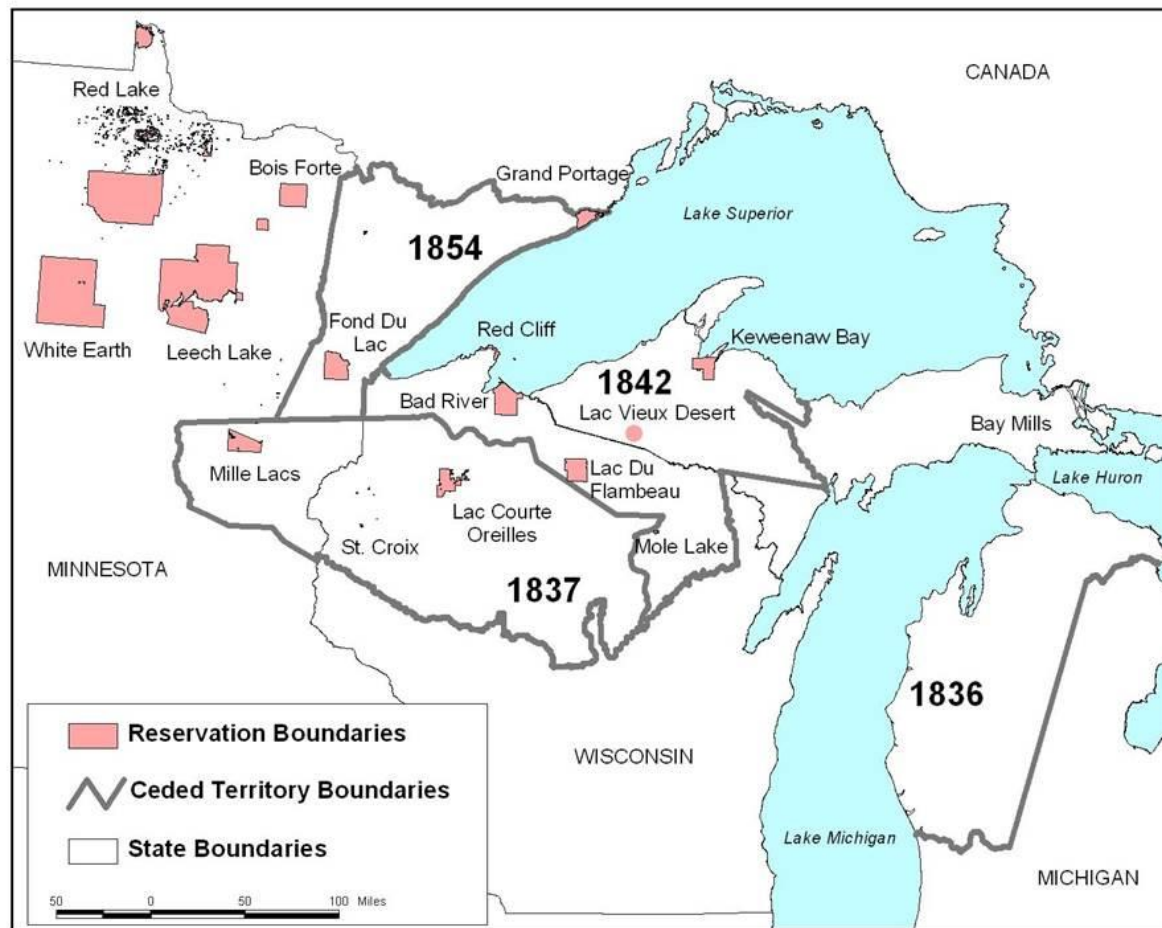 CANADA
Red Lake
Bois Forte
Grand Portage
Lake Superior
1854
White Earth
Leech Lake
Fond Du
Lac
Red Cliff
Keweenaw Bay
1842
Bad River
Lac Vieux Desert
Bay Mills
Mille Lacs
Lac Du
Flambeau
Lake Huron
Lac Courte
Oreilles
St. Croix
Mole Lake
MINNESOTA
1837
1836
WISCONSIN
Lake Michigan
MICHIGAN
Reservation Boundaries
Ceded Territory Boundaries
State Boundaries
50 0 50 100 Miles